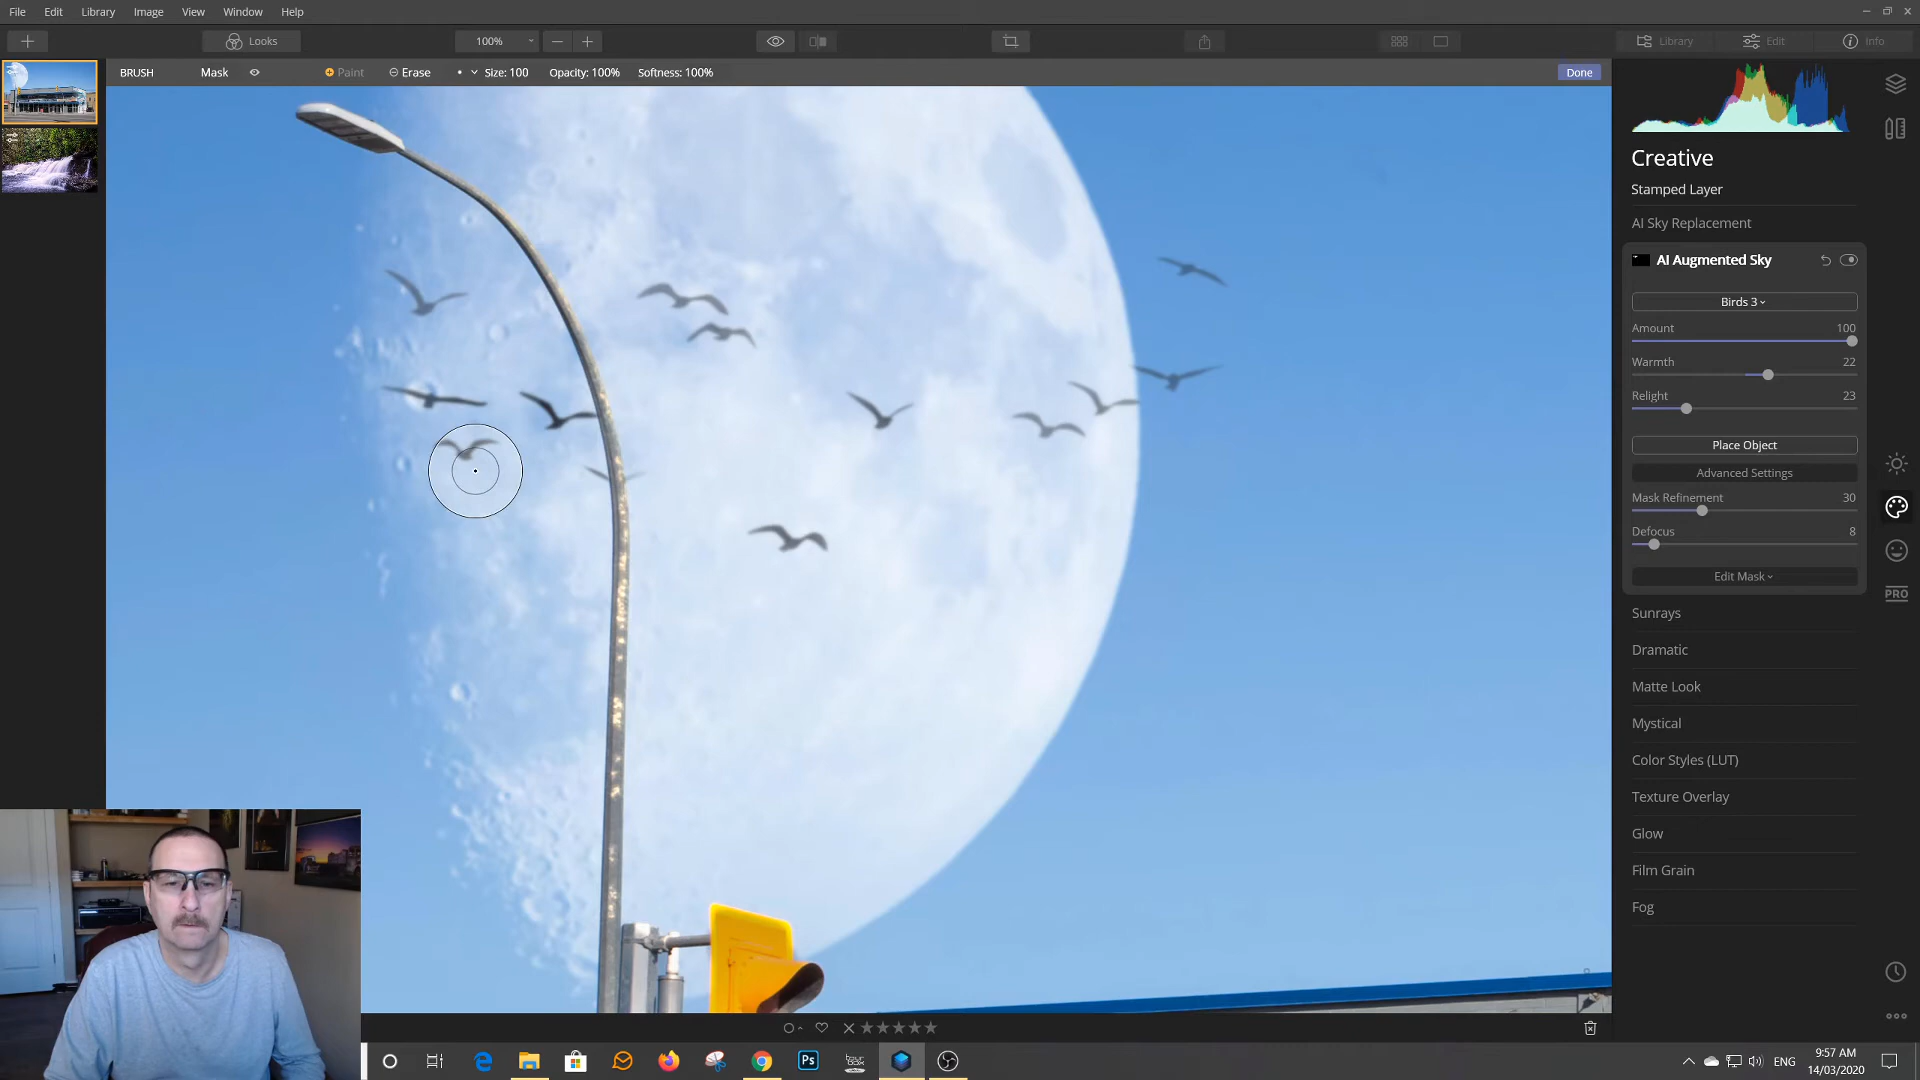 File Edit Library Image View Window Help
Looks 100% Library Edit Info
BRUSH Mask Paint Erase Size: 100 Opacity: 100% Softness: 100% Done
Creative
Stamped Layer
AI Sky Replacement
AI Augmented Sky
Birds 3
Amount 100
Warmth 22
Relight 23
Place Object
Advanced Settings
Mask Refinement 30
Defocus 8
Edit Mask
PRO
Sunrays
Dramatic
Matte Look
Mystical
Color Styles (LUT)
Texture Overlay
Glow
Film Grain
Fog
Ps
ENG
9:57 AM
14/03/2020